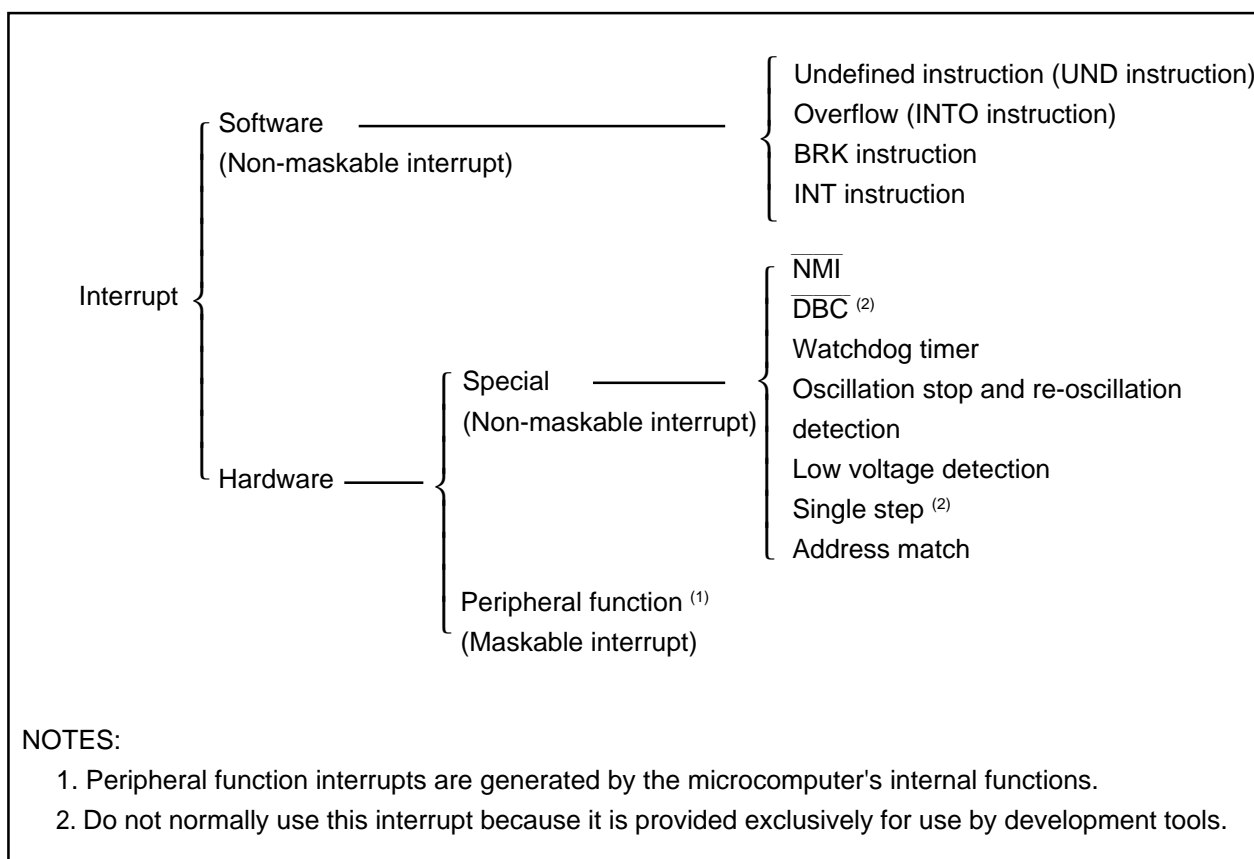 Undefined instruction (UND instruction)
Software
Overflow (INTO instruction)
(Non-maskable interrupt)
BRK instruction
INT instruction
Interrupt
NMI
DBC (2)
Watchdog timer
Special
Oscillation stop and re-oscillation
(Non-maskable interrupt)
detection
Hardware
Low voltage detection
Single step (2)
Address match
Peripheral function (1)
(Maskable interrupt)
NOTES:
1. Peripheral function interrupts are generated by the microcomputer's internal functions.
2. Do not normally use this interrupt because it is provided exclusively for use by development tools.